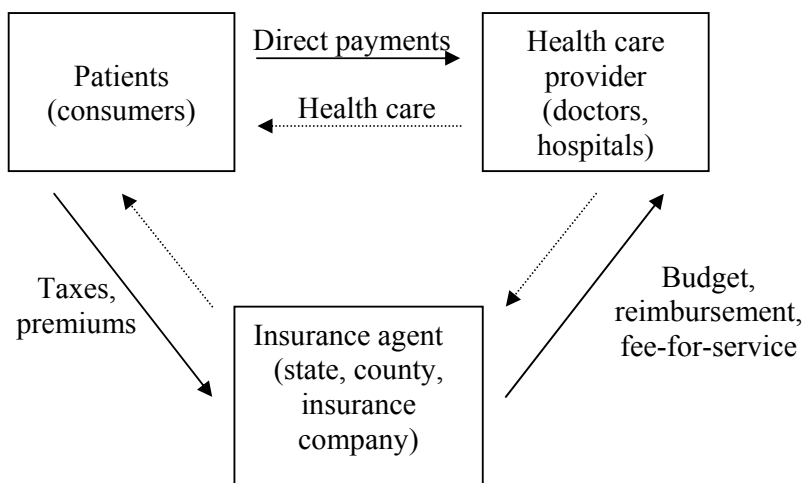 Patients
(consumers)
Direct payments
Health care
Health care
provider
(doctors,
hospitals)
Taxes,
premiums
Insurance agent
(state, county,
insurance
company)
Budget,
reimbursement,
fee-for-service